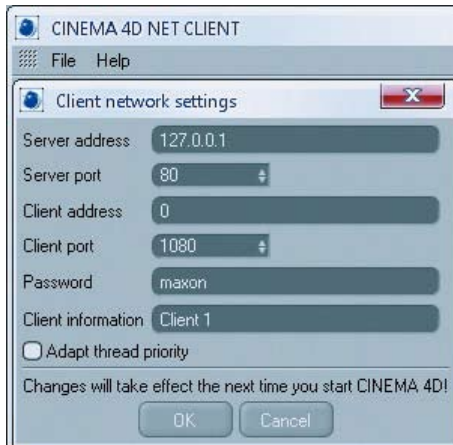 CINEMA 4D NET CLIENT
File Help
Client network settings
Server address 127.0.0.1
Server port 80
Client address 0
Client port 1080
Password maxon
Client information Client 1
Adapt thread priority
Changes will take effect the next time you start CINEMA 4D!
OK Cancel